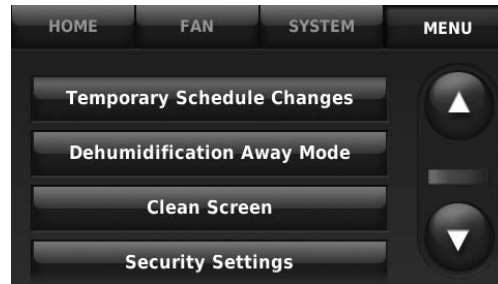 HOME FAN SYSTEM MENU
Temporary Schedule Changes
Dehumidification Away Mode
Clean Screen
Security Settings